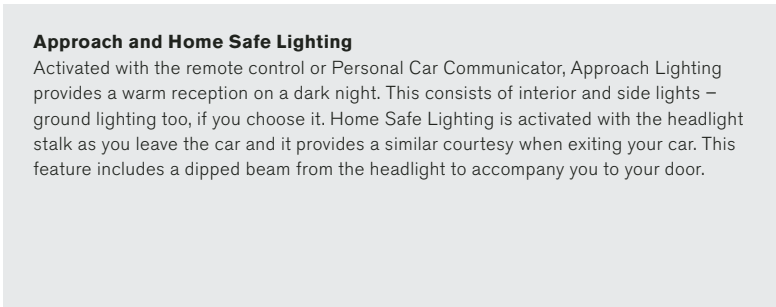 Approach and Home Safe Lighting
Activated with the remote control or Personal Car Communicator, Approach Lighting
provides a warm reception on a dark night. This consists of interior and side lights –
ground lighting too, if you choose it. Home Safe Lighting is activated with the headlight
stalk as you leave the car and it provides a similar courtesy when exiting your car. This
feature includes a dipped beam from the headlight to accompany you to your door.